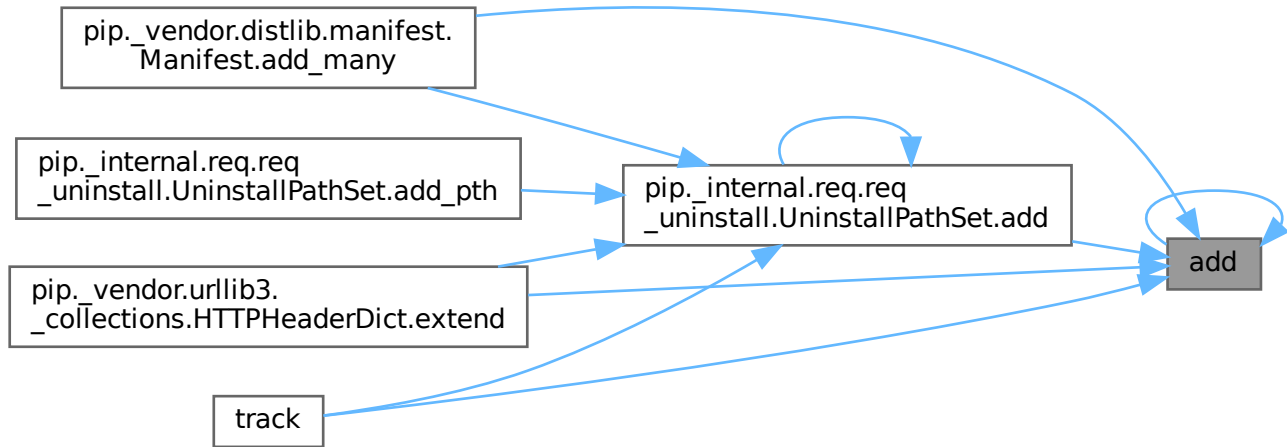 pip._vendor.distlib.manifest.
Manifest.add_many
pip._internal.req.req
_uninstall.UninstallPathSet.add_pth
pip._internal.req.req
_uninstall.UninstallPathSet.add
add
pip._vendor.urllib3.
_collections.HTTPHeaderDict.extend
track